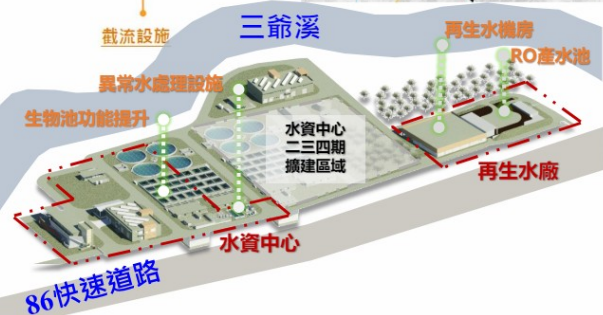 截流設施
三爺溪
再生水機房
RO產水池
異常水處理設施
生物池功能提升
水資中心
二三四期
擴建區域
再生水廠
水資中心
86快速道路